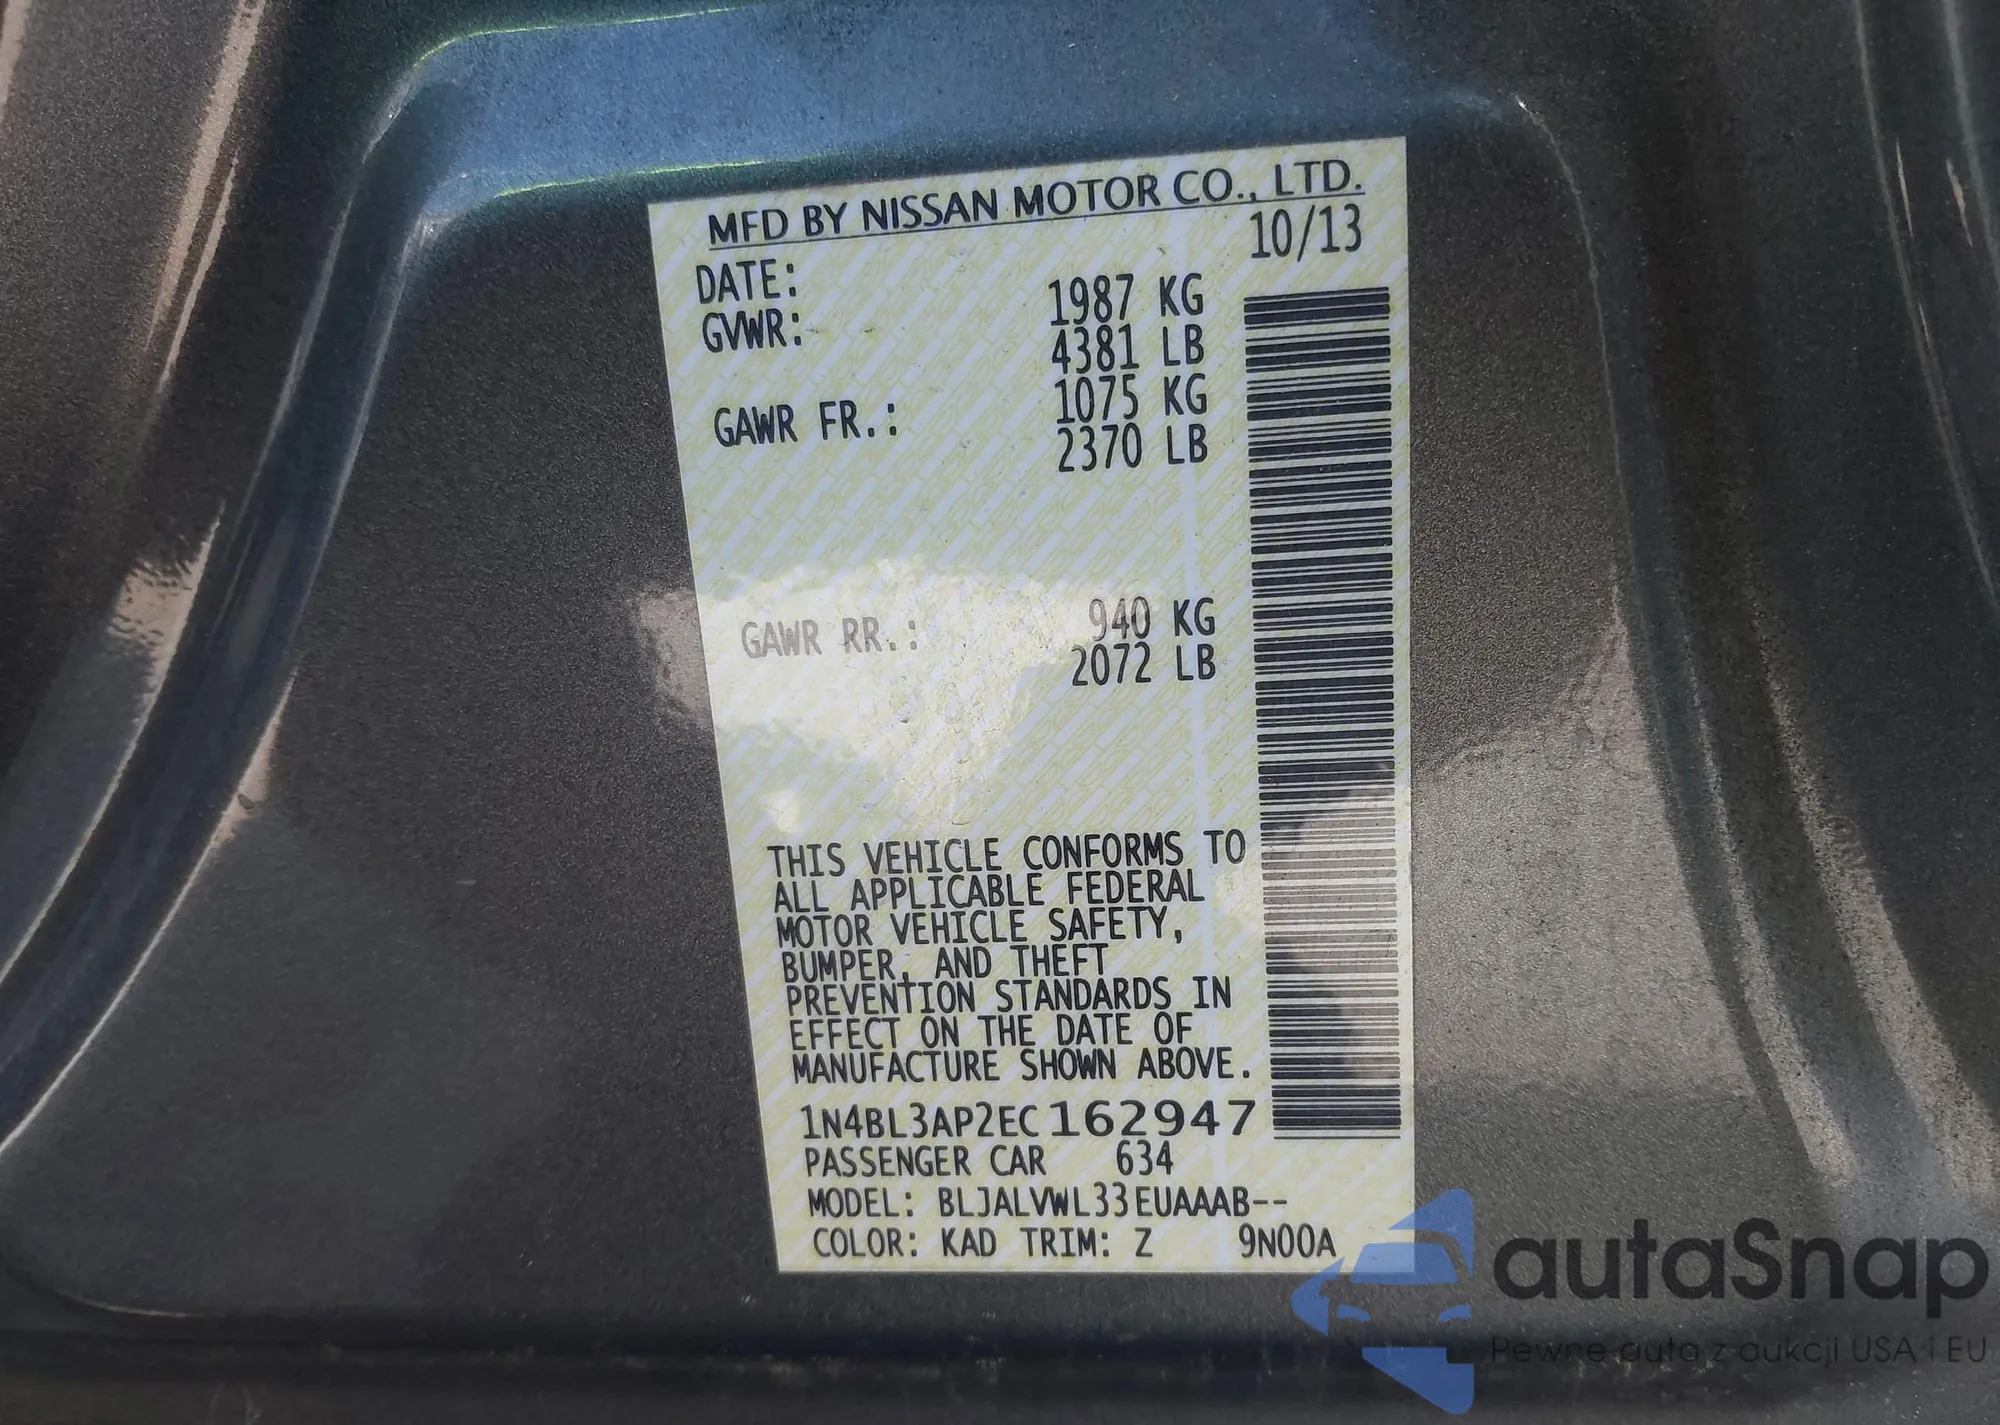 MFD BY NISSAN MOTOR CO., LTD.
DATE: 10/13
GVWR: 1987 KG
4381 LB
GAWR FR.: 1075 KG
2370 LB
GAWR RR.: 940 KG
2072 LB
THIS VEHICLE CONFORMS TO
ALL APPLICABLE FEDERAL
MOTOR VEHICLE SAFETY,
BUMPER, AND THEFT
PREVENTION STANDARDS IN
EFFECT ON THE DATE OF
MANUFACTURE SHOWN ABOVE.
1N4BL3AP2EC162947
PASSENGER CAR 634
MODEL: BLJALVWL33EUAAAB--
COLOR: KAD TRIM: Z 9N00A
autaSnap
Pewne auta z aukcji USA i EU